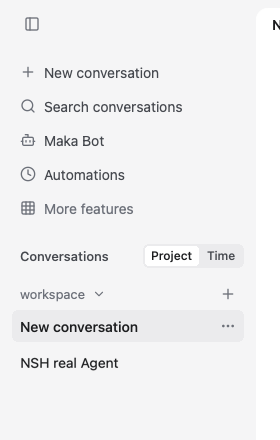 N
New conversation
Search conversations
Maka Bot
Automations
More features
Conversations Project Time
workspace
New conversation
NSH real Agent